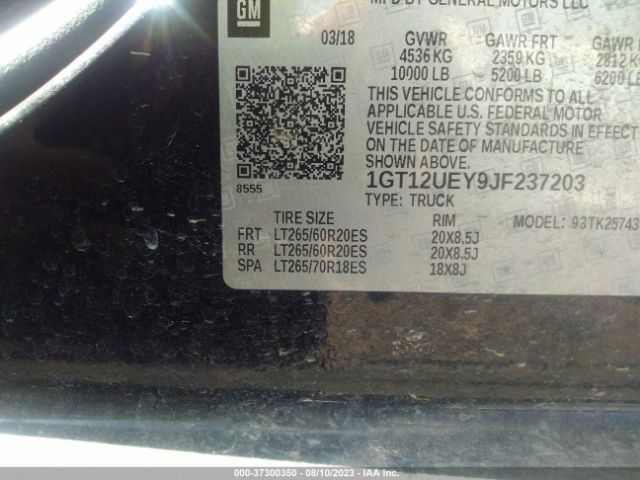 GM
MFD BY GENERAL MOTORS LLC
03/18 GVWR GAWR FRT GAWR
4536 KG 2359 KG 2812 KG
10000 LB 5200 LB 6200
THIS VEHICLE CONFORMS TO ALL
APPLICABLE U.S. FEDERAL MOTOR
VEHICLE SAFETY STANDARDS IN EFFECT
ON THE DATE OF MANUFACTURE
SHOWN ABOVE.
8555 1GT12UEY9JF237203
TYPE: TRUCK
TIRE SIZE RIM MODEL: 93TK25743
FRT LT265/60R20ES 20X8.5J
RR LT265/60R20ES 20X8.5J
SPA LT265/70R18ES 18X8J
000-37300350 - 08/10/2023 - IAAI.COM